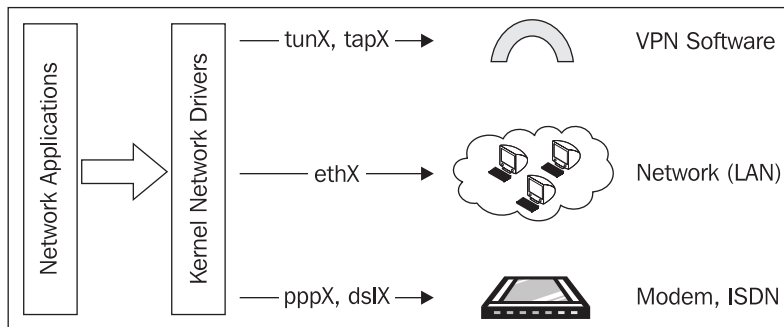 Network Applications
Kernel Network Drivers
tunX, tapX
VPN Software
ethX
Network (LAN)
pppX, dslX
Modem, ISDN